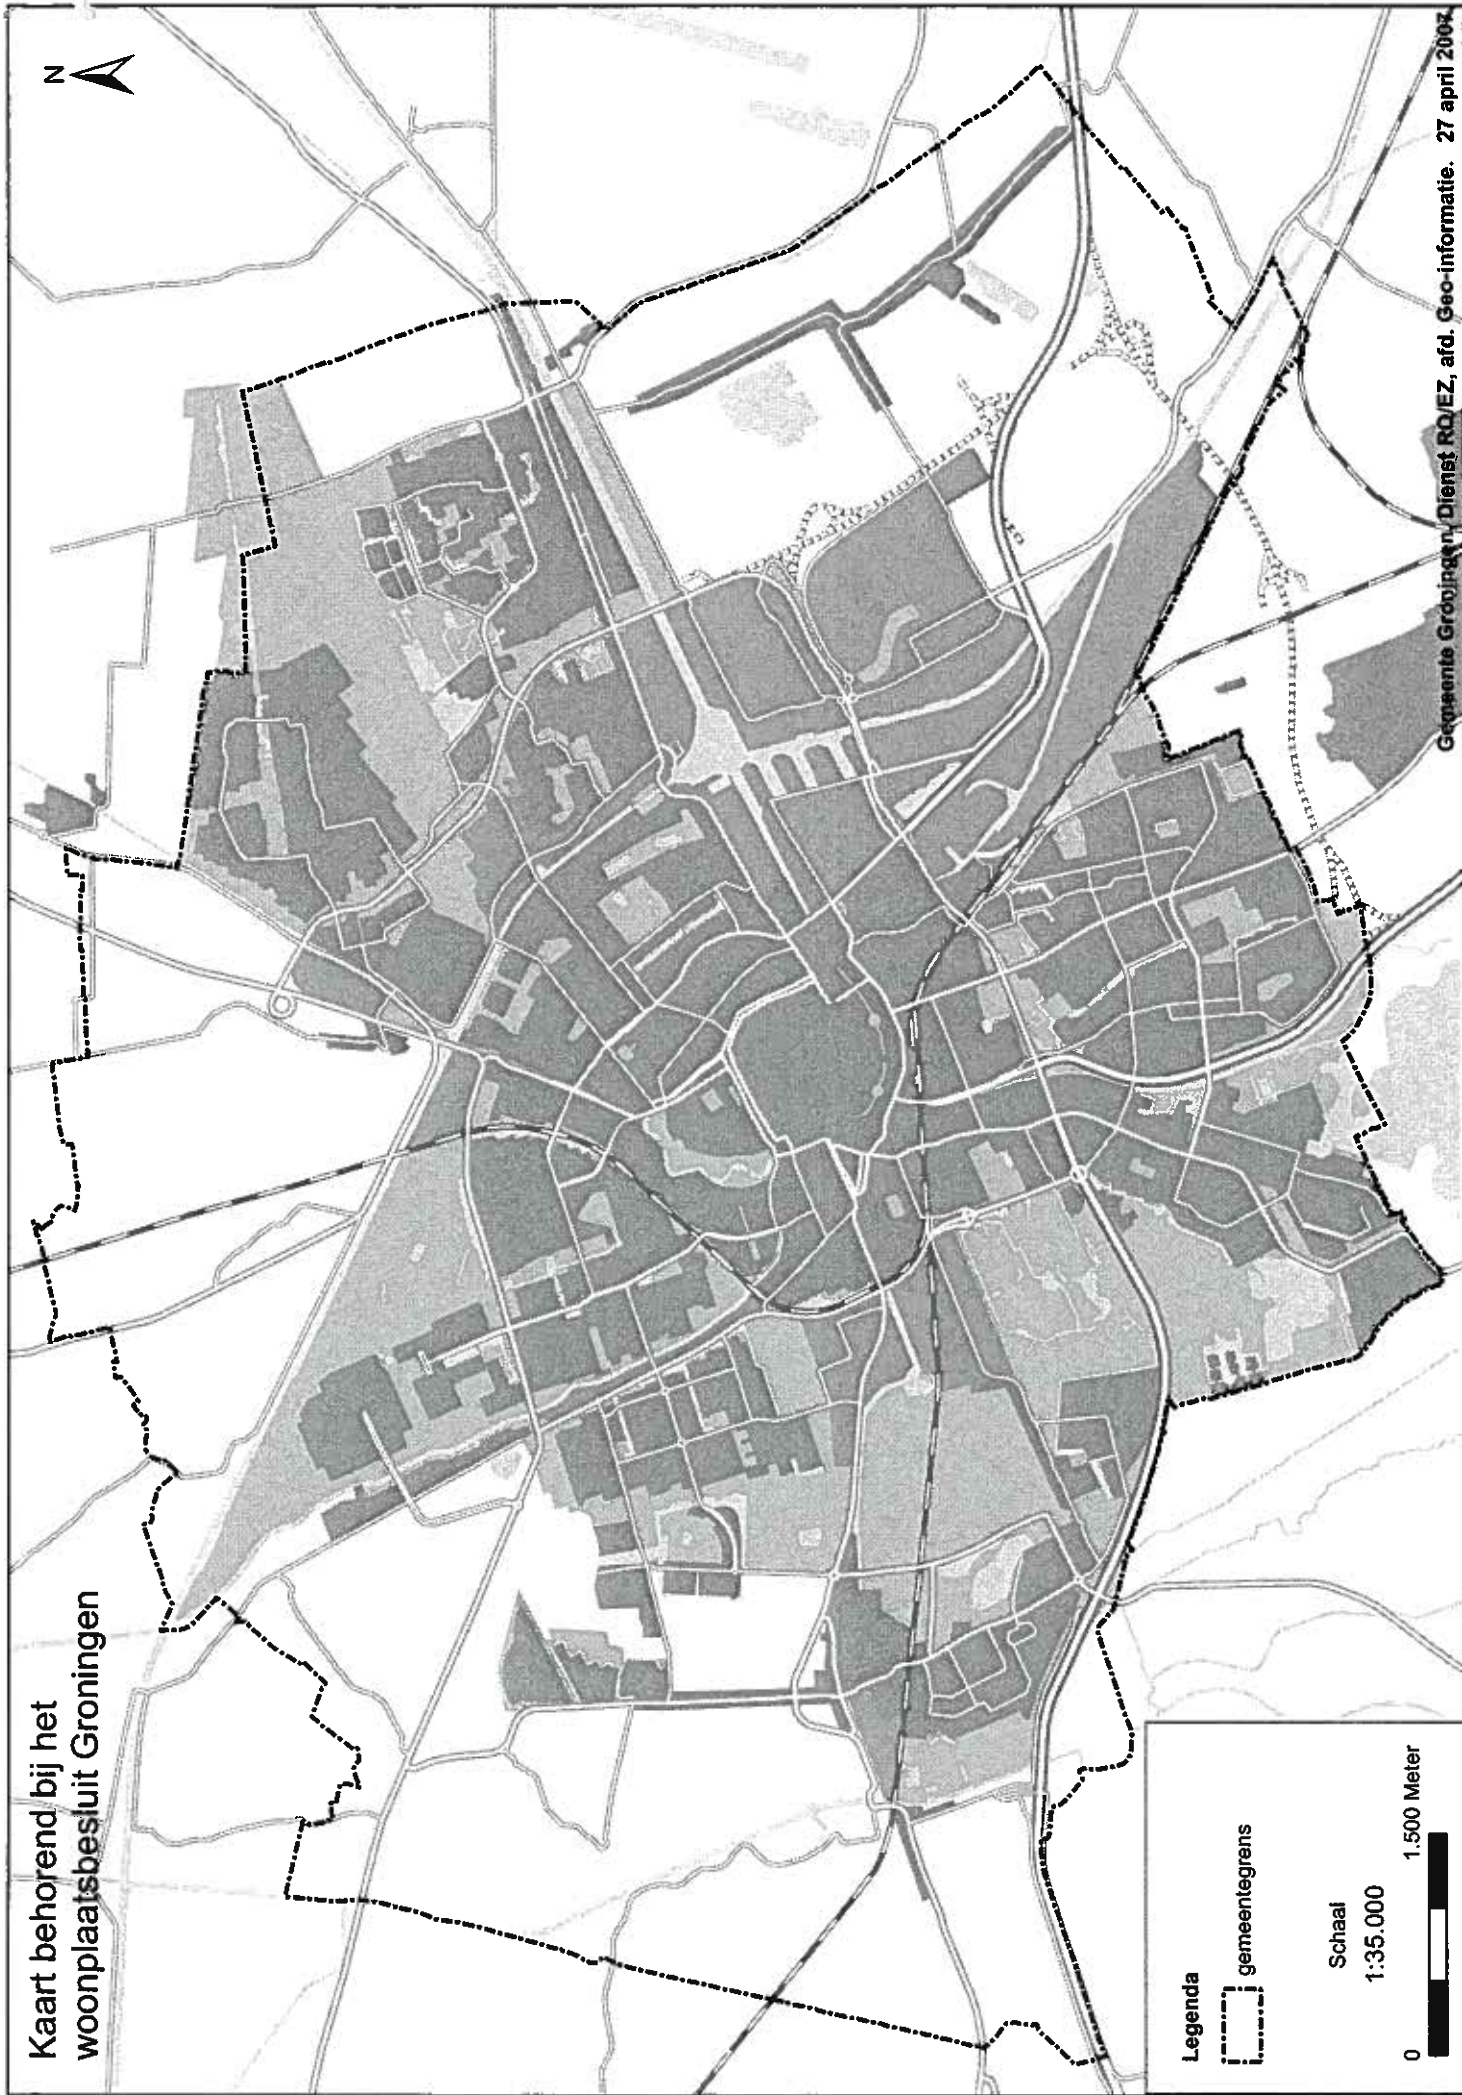 Kaart behorend bij het
woonplaatsbesluit Groningen
N
Legenda
gemeentegrens
Schaal
1:35.000
0 1.500 Meter
Gemeente Groningen, Dienst RO/EZ, afd. Geo-informatie. 27 april 2007.